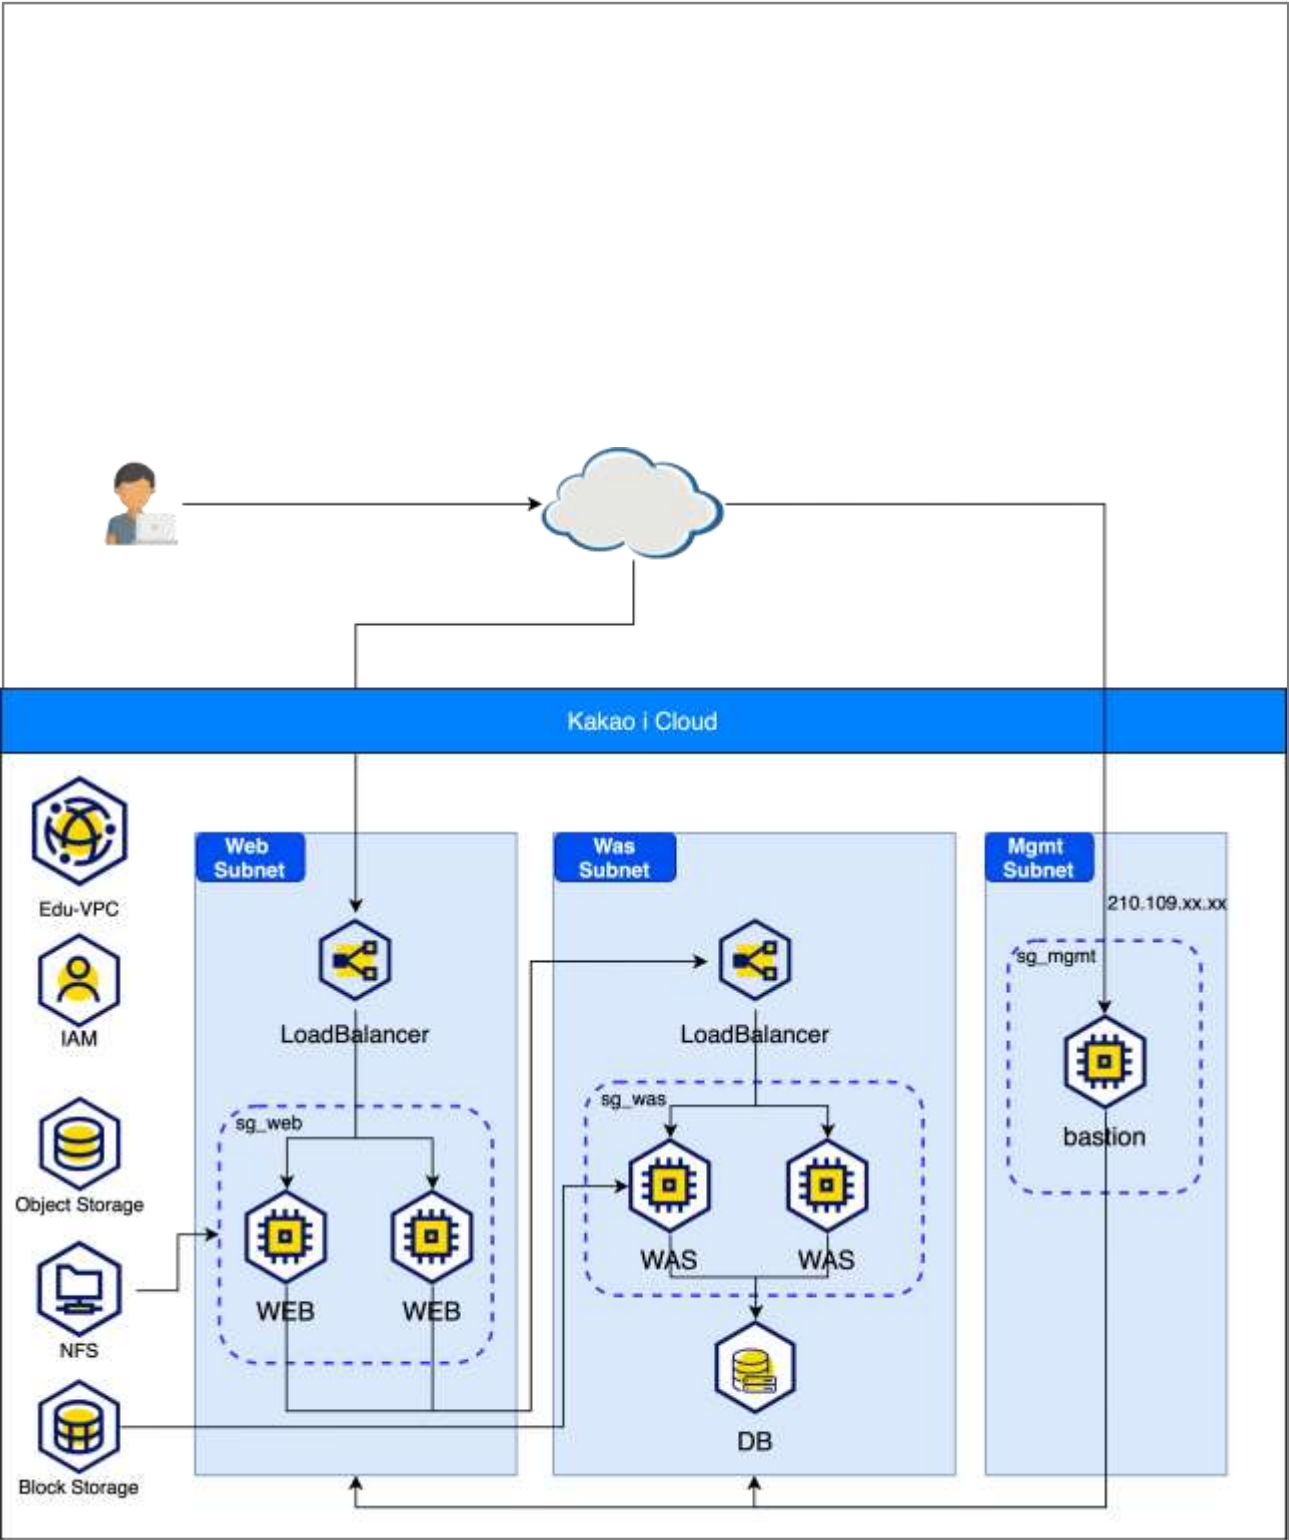 Kakao i Cloud
Edu-VPC
IAM
Object Storage
NFS
Block Storage
Web
Subnet
LoadBalancer
sg_web
WEB
WEB
Was
Subnet
LoadBalancer
sg_was
WAS
WAS
DB
Mgmt
Subnet
210.109.xx.xx
sg_mgmt
bastion